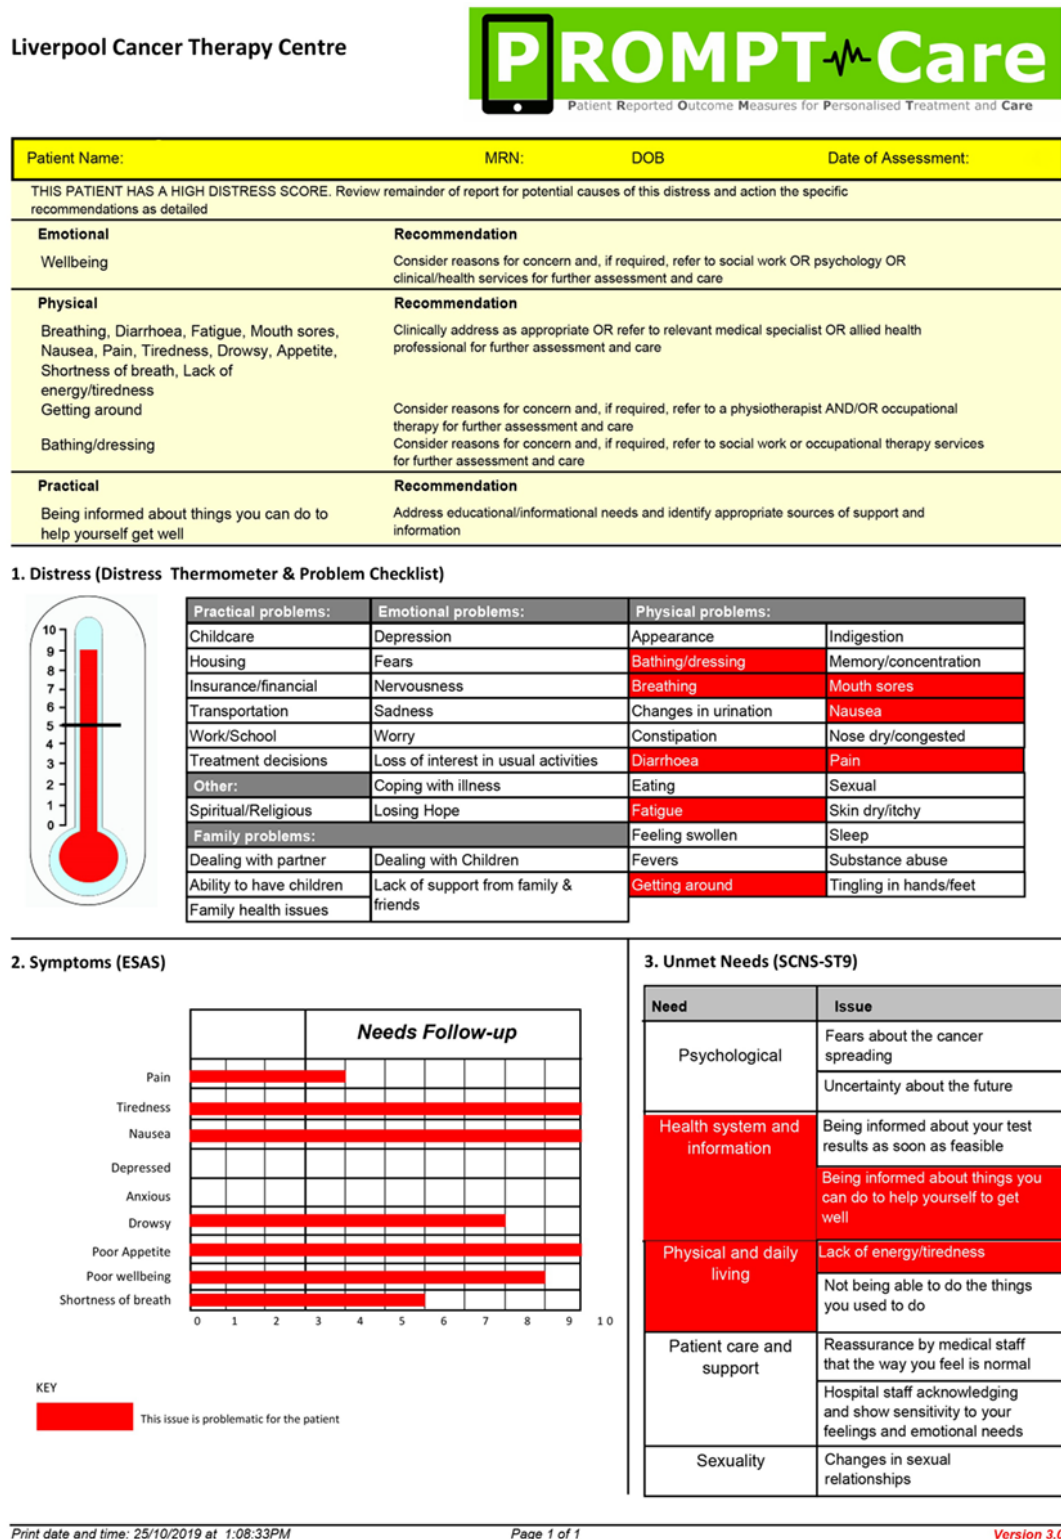 Liverpool Cancer Therapy Centre
PROMPT Care
Patient Reported Outcome Measures for Personalised Treatment and Care
Patient Name: MRN: DOB Date of Assessment:
THIS PATIENT HAS A HIGH DISTRESS SCORE. Review remainder of report for potential causes of this distress and action the specific
recommendations as detailed
Emotional Recommendation
Wellbeing
Consider reasons for concern and, if required, refer to social work OR psychology OR
clinical/health services for further assessment and care
Physical Recommendation
Breathing, Diarrhoea, Fatigue, Mouth sores,
Nausea, Pain, Tiredness, Drowsy, Appetite,
Shortness of breath, Lack of
energy/tiredness
Clinically address as appropriate OR refer to relevant medical specialist OR allied health
professional for further assessment and care
Getting around
Consider reasons for concern and, if required, refer to a physiotherapist AND/OR occupational
therapy for further assessment and care
Bathing/dressing
Consider reasons for concern and, if required, refer to social work or occupational therapy services
for further assessment and care
Practical Recommendation
Being informed about things you can do to
help yourself get well
Address educational/informational needs and identify appropriate sources of support and
information
1. Distress (Distress Thermometer & Problem Checklist)
10
9
8
7
6
5
4
3
2
1
0
Practical problems:
Childcare
Housing
Insurance/financial
Transportation
Work/School
Treatment decisions
Other:
Spiritual/Religious
Emotional problems:
Depression
Fears
Nervousness
Sadness
Worry
Loss of interest in usual activities
Coping with illness
Losing Hope
Family problems:
Dealing with partner
Ability to have children
Family health issues
Dealing with Children
Lack of support from family &
friends
Physical problems:
Appearance
Bathing/dressing
Breathing
Changes in urination
Constipation
Diarrhoea
Eating
Fatigue
Feeling swollen
Fevers
Getting around
Indigestion
Memory/concentration
Mouth sores
Nausea
Nose dry/congested
Pain
Sexual
Skin dry/itchy
Sleep
Substance abuse
Tingling in hands/feet
2. Symptoms (ESAS)
Needs Follow-up
Pain
Tiredness
Nausea
Depressed
Anxious
Drowsy
Poor Appetite
Poor wellbeing
Shortness of breath
0 1 2 3 4 5 6 7 8 9 10
KEY
This issue is problematic for the patient
3. Unmet Needs (SCNS-ST9)
Need Issue
Psychological
Fears about the cancer
spreading
Uncertainty about the future
Health system and
information
Being informed about your test
results as soon as feasible
Being informed about things you
can do to help yourself to get
well
Physical and daily
living
Lack of energy/tiredness
Not being able to do the things
you used to do
Patient care and
support
Reassurance by medical staff
that the way you feel is normal
Hospital staff acknowledging
and show sensitivity to your
feelings and emotional needs
Sexuality
Changes in sexual
relationships
Print date and time: 25/10/2019 at 1:08:33PM Page 1 of 1 Version 3.0